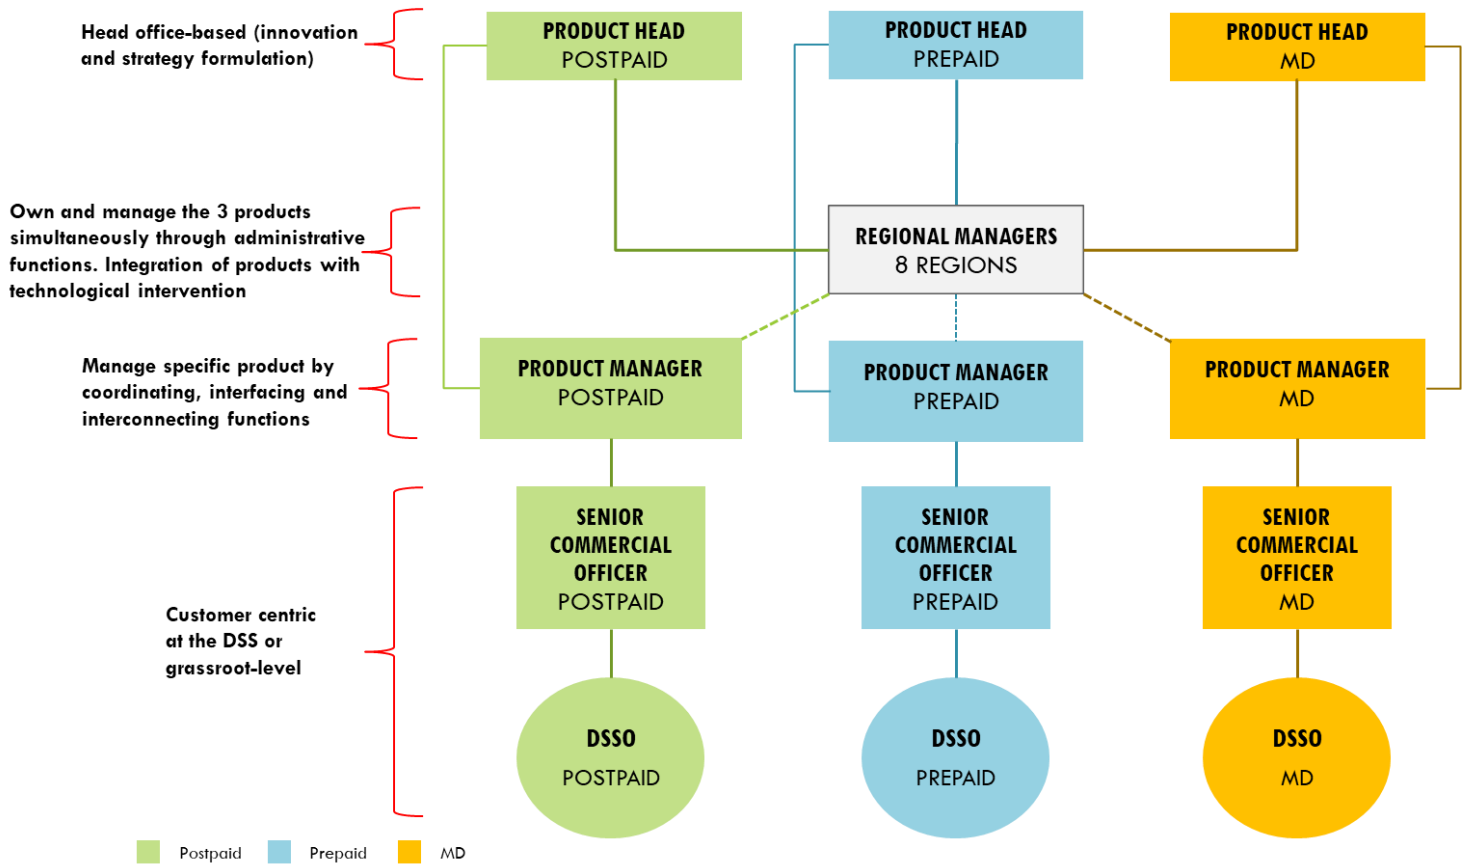 Head office-based (innovation
and strategy formulation)
PRODUCT HEAD
POSTPAID
PRODUCT HEAD
PREPAID
PRODUCT HEAD
MD
Own and manage the 3 products
simultaneously through administrative
functions. Integration of products with
technological intervention
REGIONAL MANAGERS
8 REGIONS
Manage specific product by
coordinating, interfacing and
interconnecting functions
PRODUCT MANAGER
POSTPAID
PRODUCT MANAGER
PREPAID
PRODUCT MANAGER
MD
Customer centric
at the DSS or
grassroot-level
SENIOR
COMMERCIAL
OFFICER
POSTPAID
SENIOR
COMMERCIAL
OFFICER
PREPAID
SENIOR
COMMERCIAL
OFFICER
MD
DSSO
POSTPAID
DSSO
PREPAID
DSSO
MD
Postpaid
Prepaid
MD